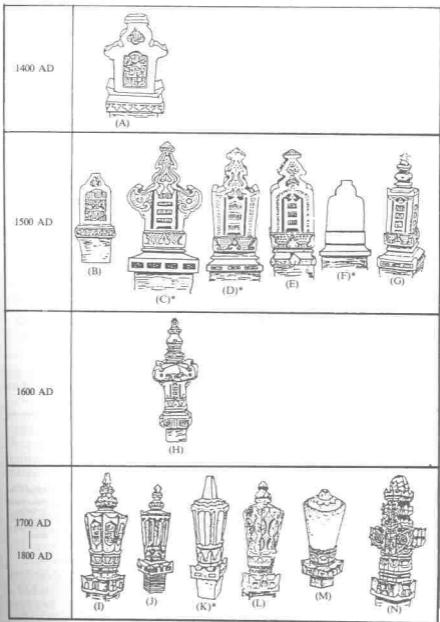 1400 AD
(A)
1500 AD
(B)
(C)*
(D)*
(E)
(F)*
(G)
1600 AD
(H)
1700 AD
1800 AD
(I)
(J)
(K)*
(L)
(M)
(N)